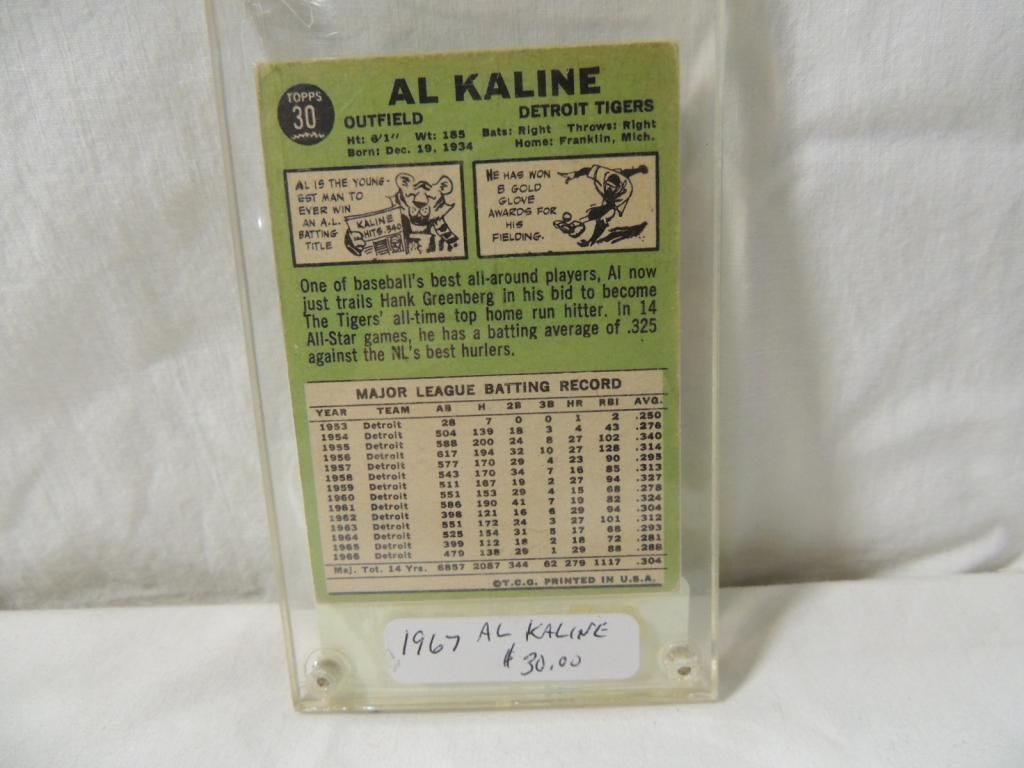 TOPPS
30
AL KALINE
OUTFIELD
DETROIT TIGERS
Ht: 6'1" Wt: 185 Bats: Right Throws: Right
Born: Dec. 19, 1934 Home: Franklin, Mich.
AL IS THE YOUNG-
EST MAN TO
EVER WIN
AN A.L.
BATTING
TITLE
KALINE
HITS .340
HE HAS WON
8 GOLD
GLOVE
AWARDS FOR
HIS
FIELDING.
One of baseball's best all-around players, Al now
just trails Hank Greenberg in his bid to become
The Tigers' all-time top home run hitter. In 14
All-Star games, he has a batting average of .325
against the NL's best hurlers.
MAJOR LEAGUE BATTING RECORD
YEAR TEAM AB H 2B 3B HR RBI AVG.
1953 Detroit 28 7 0 0 1 2 .250
1954 Detroit 504 139 18 3 4 43 .276
1955 Detroit 588 200 24 8 27 102 .340
1956 Detroit 617 194 32 10 27 128 .314
1957 Detroit 577 170 29 4 23 90 .295
1958 Detroit 543 170 34 7 16 85 .313
1959 Detroit 511 167 19 2 27 94 .327
1960 Detroit 551 153 29 4 15 68 .278
1961 Detroit 586 190 41 7 19 82 .324
1962 Detroit 398 121 16 6 29 94 .304
1963 Detroit 551 172 24 3 27 101 .312
1964 Detroit 525 154 31 5 17 68 .293
1965 Detroit 399 112 18 2 18 72 .281
1966 Detroit 479 138 29 1 29 88 .288
Maj. Tot. 14 Yrs. 6857 2087 344 62 279 1117 .304
©T.C.G. PRINTED IN U.S.A.
1967 AL KALINE
$30.00